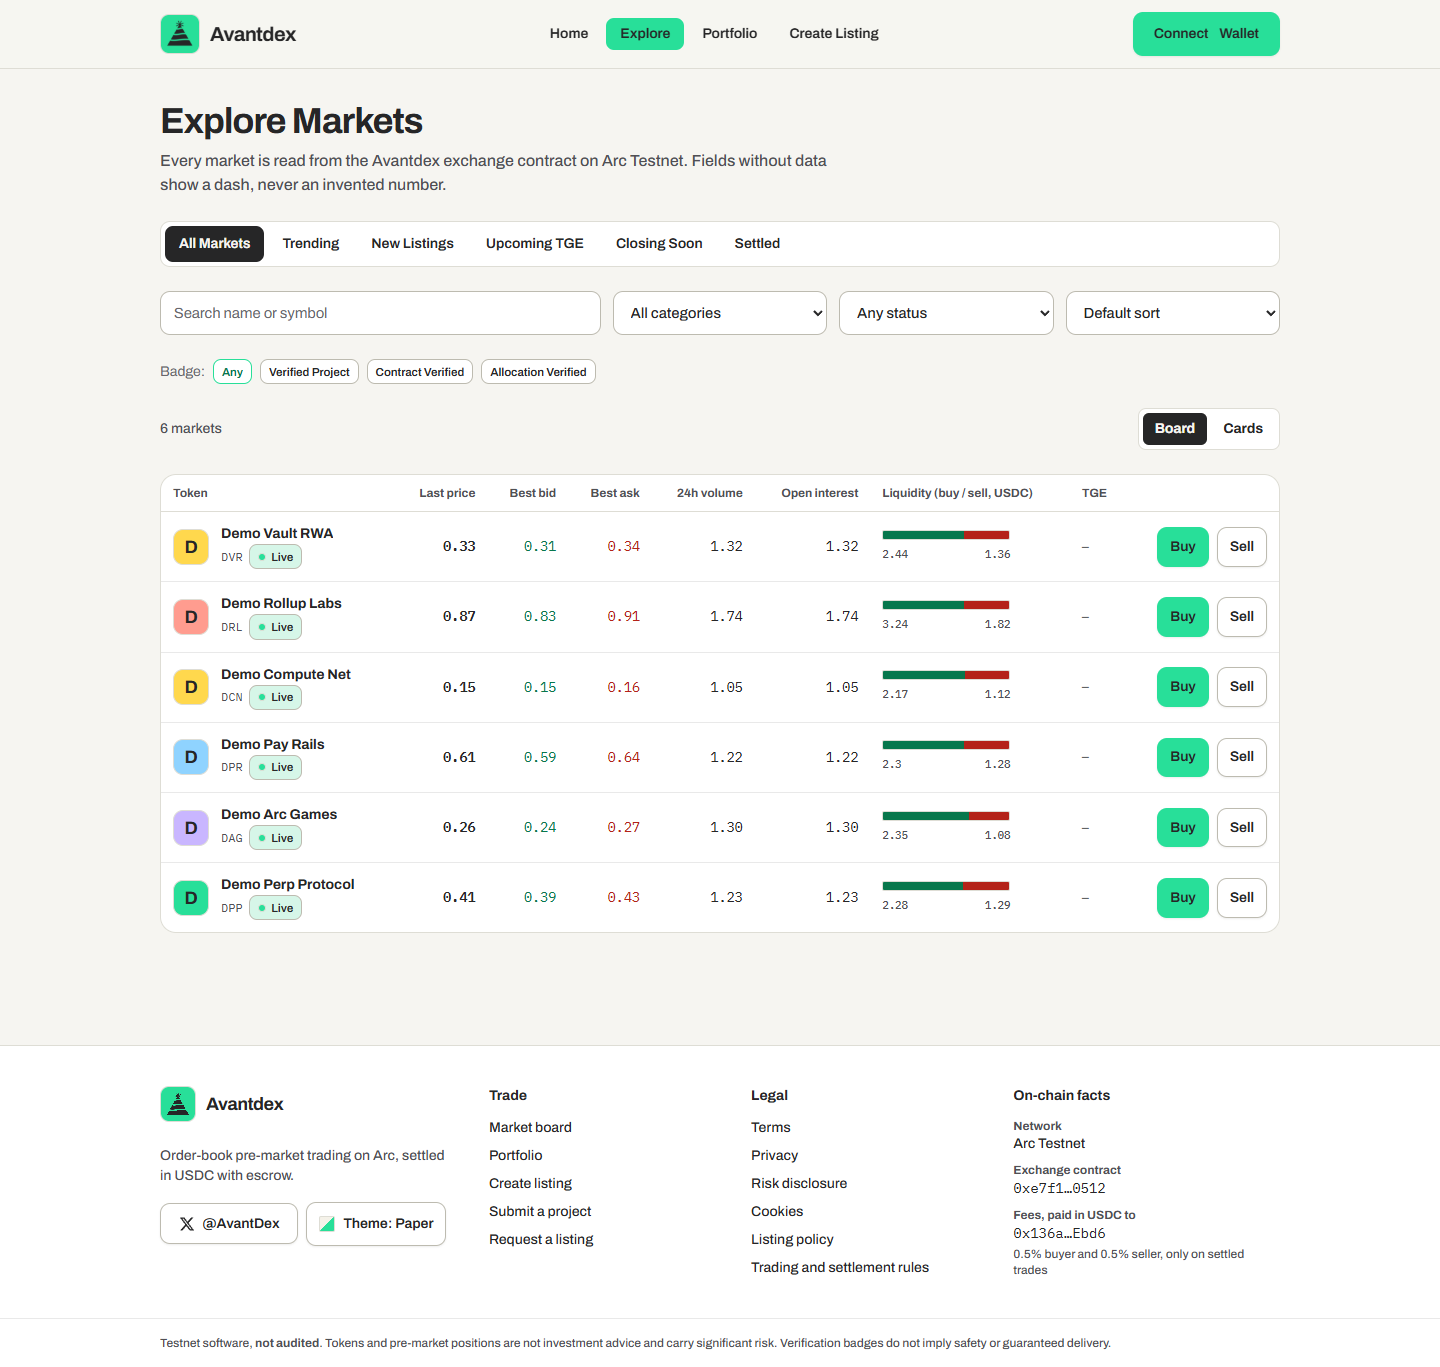 Avantdex
Home
Explore
Portfolio
Create Listing
Connect Wallet
Explore Markets
Every market is read from the Avantdex exchange contract on Arc Testnet. Fields without data
show a dash, never an invented number.
All Markets
Trending
New Listings
Upcoming TGE
Closing Soon
Settled
Search name or symbol
All categories
Any status
Default sort
Badge:
Any
Verified Project
Contract Verified
Allocation Verified
6 markets
Board
Cards
Token Last price Best bid Best ask 24h volume Open interest Liquidity (buy / sell, USDC) TGE
D
Demo Vault RWA
DVR Live
0.33 0.31 0.34 1.32 1.32
2.44 1.36
–
Buy Sell
D
Demo Rollup Labs
DRL Live
0.87 0.83 0.91 1.74 1.74
3.24 1.82
–
Buy Sell
D
Demo Compute Net
DCN Live
0.15 0.15 0.16 1.05 1.05
2.17 1.12
–
Buy Sell
D
Demo Pay Rails
DPR Live
0.61 0.59 0.64 1.22 1.22
2.3 1.28
–
Buy Sell
D
Demo Arc Games
DAG Live
0.26 0.24 0.27 1.30 1.30
2.35 1.08
–
Buy Sell
D
Demo Perp Protocol
DPP Live
0.41 0.39 0.43 1.23 1.23
2.28 1.29
–
Buy Sell
Avantdex
Order-book pre-market trading on Arc, settled
in USDC with escrow.
@AvantDex
Theme: Paper
Trade
Market board
Portfolio
Create listing
Submit a project
Request a listing
Legal
Terms
Privacy
Risk disclosure
Cookies
Listing policy
Trading and settlement rules
On-chain facts
Network
Arc Testnet
Exchange contract
0xe7f1…0512
Fees, paid in USDC to
0x136a…Ebd6
0.5% buyer and 0.5% seller, only on settled
trades
Testnet software, not audited. Tokens and pre-market positions are not investment advice and carry significant risk. Verification badges do not imply safety or guaranteed delivery.